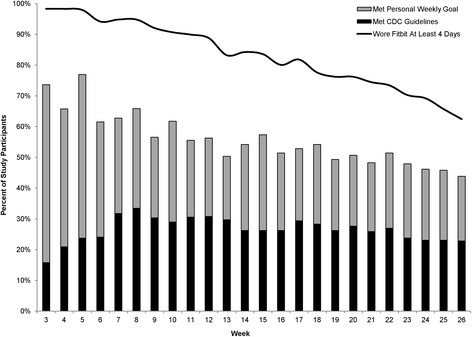 100%
90%
80%
70%
60%
50%
40%
30%
20%
10%
0%
Percent of Study Participants
Met Personal Weekly Goal
Met CDC Guidelines
Wore Fitbit At Least 4 Days
3 4 5 6 7 8 9 10 11 12 13 14 15 16 17 18 19 20 21 22 23 24 25 26
Week